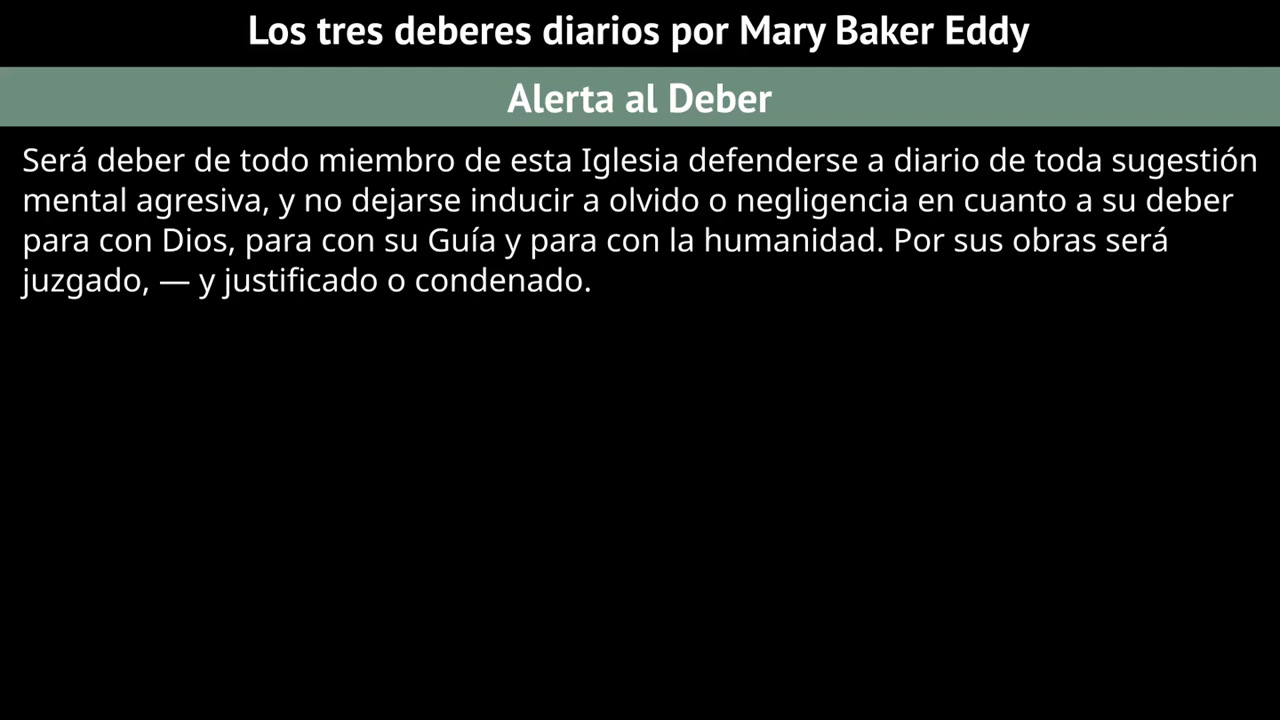 Los tres deberes diarios por Mary Baker Eddy
Alerta al Deber
Será deber de todo miembro de esta Iglesia defenderse a diario de toda sugestión
mental agresiva, y no dejarse inducir a olvido o negligencia en cuanto a su deber
para con Dios, para con su Guía y para con la humanidad. Por sus obras será
juzgado, — y justificado o condenado.